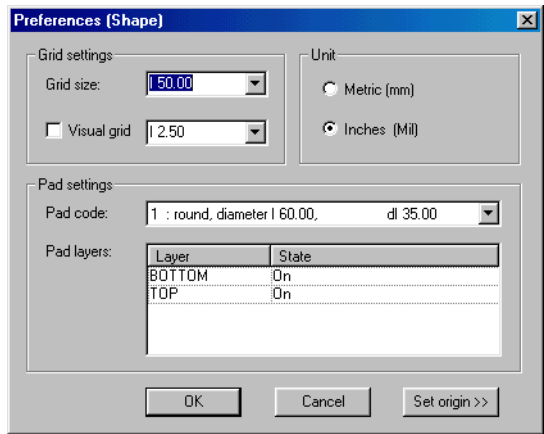 Preferences (Shape)
Grid settings
Grid size: I 50.00
Visual grid I 2.50
Unit
Metric (mm)
Inches (Mil)
Pad settings
Pad code: 1 : round, diameter I 60.00, dI 35.00
Pad layers:
Layer State
BOTTOM On
TOP On
OK Cancel Set origin >>